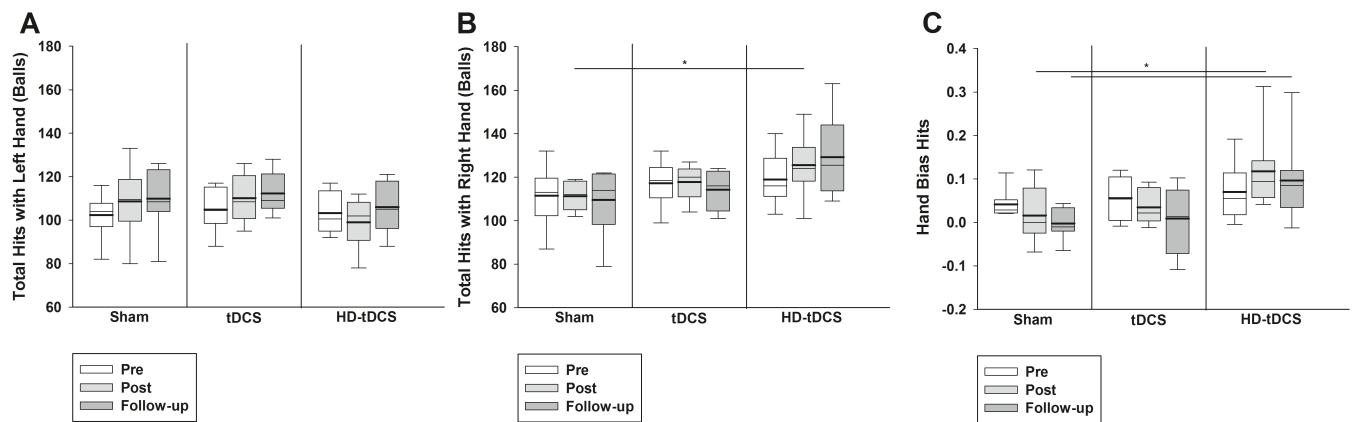 A
Total Hits with Left Hand (Balls)
180
160
140
120
100
80
60
Sham
tDCS
HD-tDCS
Pre
Post
Follow-up
B
Total Hits with Right Hand (Balls)
180
160
140
120
100
80
60
*
Sham
tDCS
HD-tDCS
Pre
Post
Follow-up
C
Hand Bias Hits
0.4
0.3
0.2
0.1
0.0
-0.1
-0.2
*
Sham
tDCS
HD-tDCS
Pre
Post
Follow-up